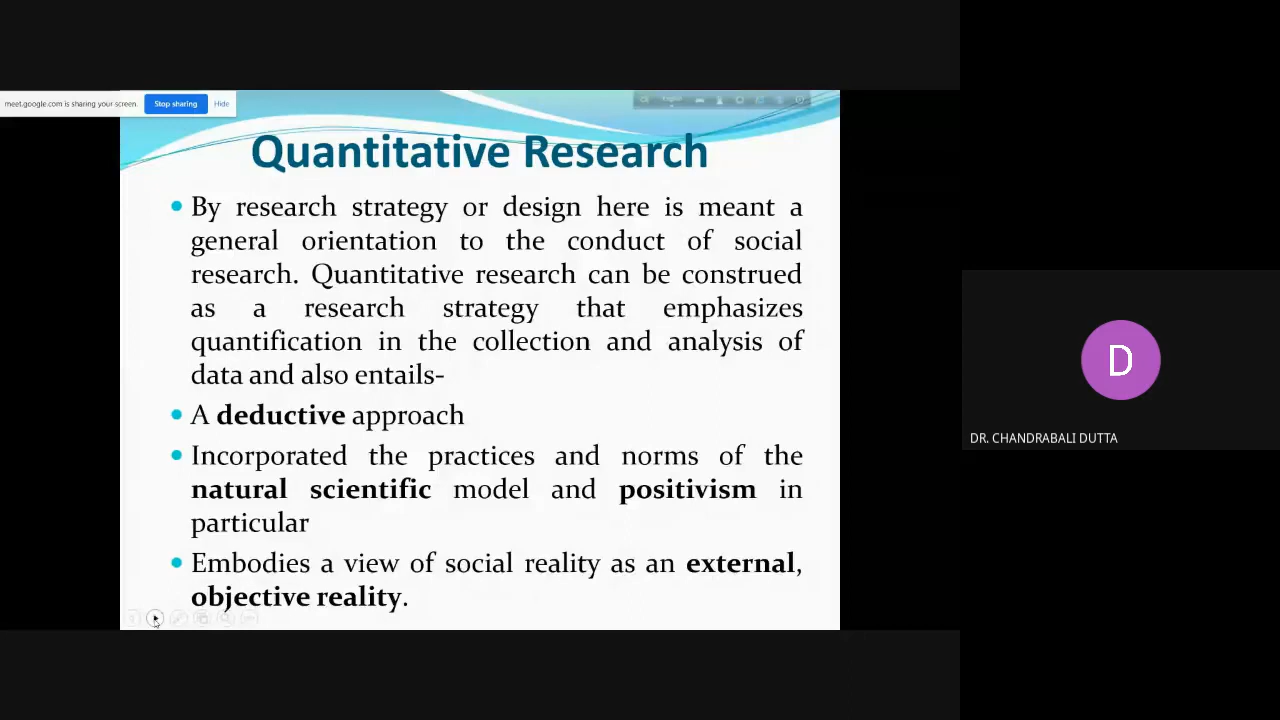 meet.google.com is sharing your screen.
Stop sharing
Hide
Quantitative Research
By research strategy or design here is meant a
general orientation to the conduct of social
research. Quantitative research can be construed
as a research strategy that emphasizes
quantification in the collection and analysis of
data and also entails-
A deductive approach
Incorporated the practices and norms of the
natural scientific model and positivism in
particular
Embodies a view of social reality as an external,
objective reality.
D
DR. CHANDRABALI DUTTA